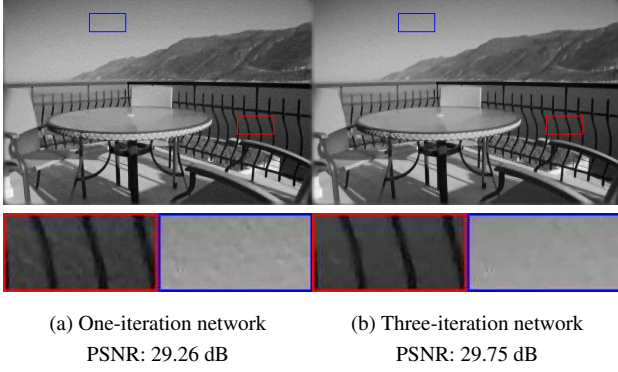 (a) One-iteration network
PSNR: 29.26 dB
(b) Three-iteration network
PSNR: 29.75 dB